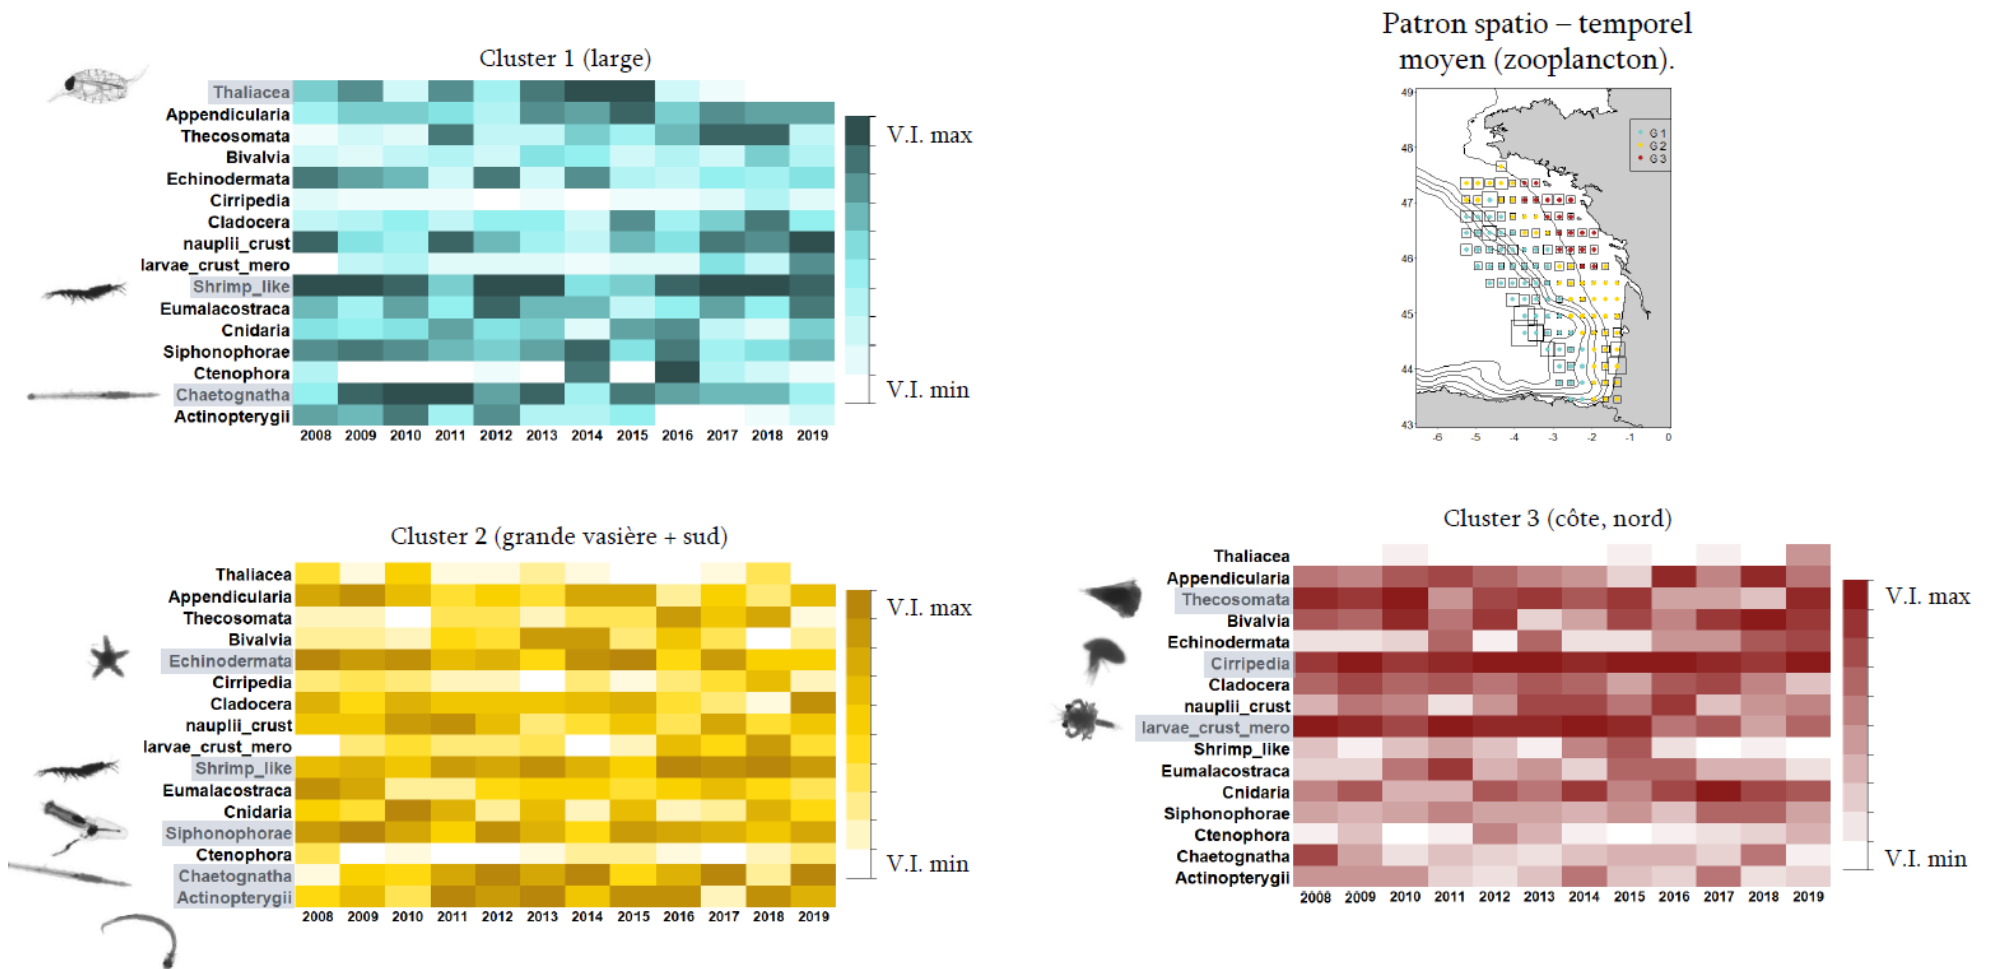 Patron spatio – temporel
moyen (zooplancton).
Cluster 1 (large)
Thaliacea
Appendicularia
Thecosomata
Bivalvia
Echinodermata
Cirripedia
Cladocera
nauplii_crust
larvae_crust_mero
Shrimp_like
Eumalacostraca
Cnidaria
Siphonophorae
Ctenophora
Chaetognatha
Actinopterygii
2008 2009 2010 2011 2012 2013 2014 2015 2016 2017 2018 2019
V.I. max
V.I. min
49
48
47
46
45
44
43
-6 -5 -4 -3 -2 -1 0
G1
G2
G3
Cluster 2 (grande vasière + sud)
Thaliacea
Appendicularia
Thecosomata
Bivalvia
Echinodermata
Cirripedia
Cladocera
nauplii_crust
larvae_crust_mero
Shrimp_like
Eumalacostraca
Cnidaria
Siphonophorae
Ctenophora
Chaetognatha
Actinopterygii
2008 2009 2010 2011 2012 2013 2014 2015 2016 2017 2018 2019
V.I. max
V.I. min
Cluster 3 (côte, nord)
Thaliacea
Appendicularia
Thecosomata
Bivalvia
Echinodermata
Cirripedia
Cladocera
nauplii_crust
larvae_crust_mero
Shrimp_like
Eumalacostraca
Cnidaria
Siphonophorae
Ctenophora
Chaetognatha
Actinopterygii
2008 2009 2010 2011 2012 2013 2014 2015 2016 2017 2018 2019
V.I. max
V.I. min